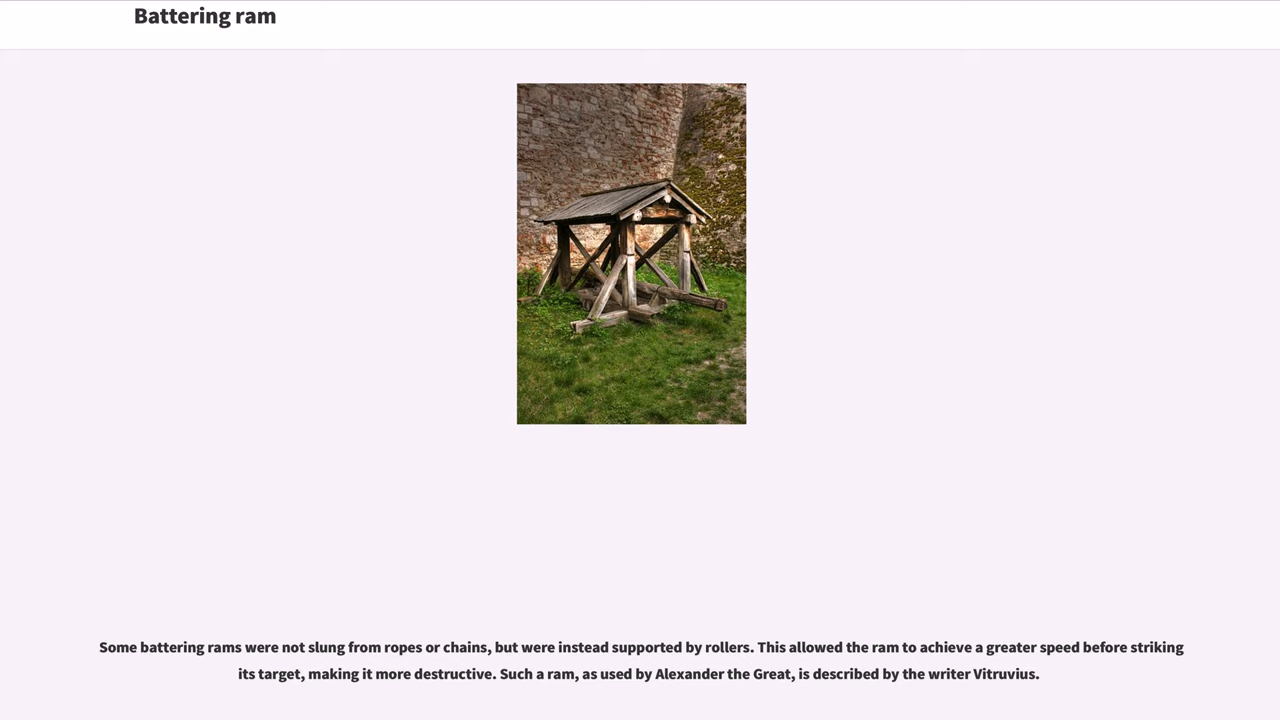 Battering ram
Some battering rams were not slung from ropes or chains, but were instead supported by rollers. This allowed the ram to achieve a greater speed before striking
its target, making it more destructive. Such a ram, as used by Alexander the Great, is described by the writer Vitruvius.